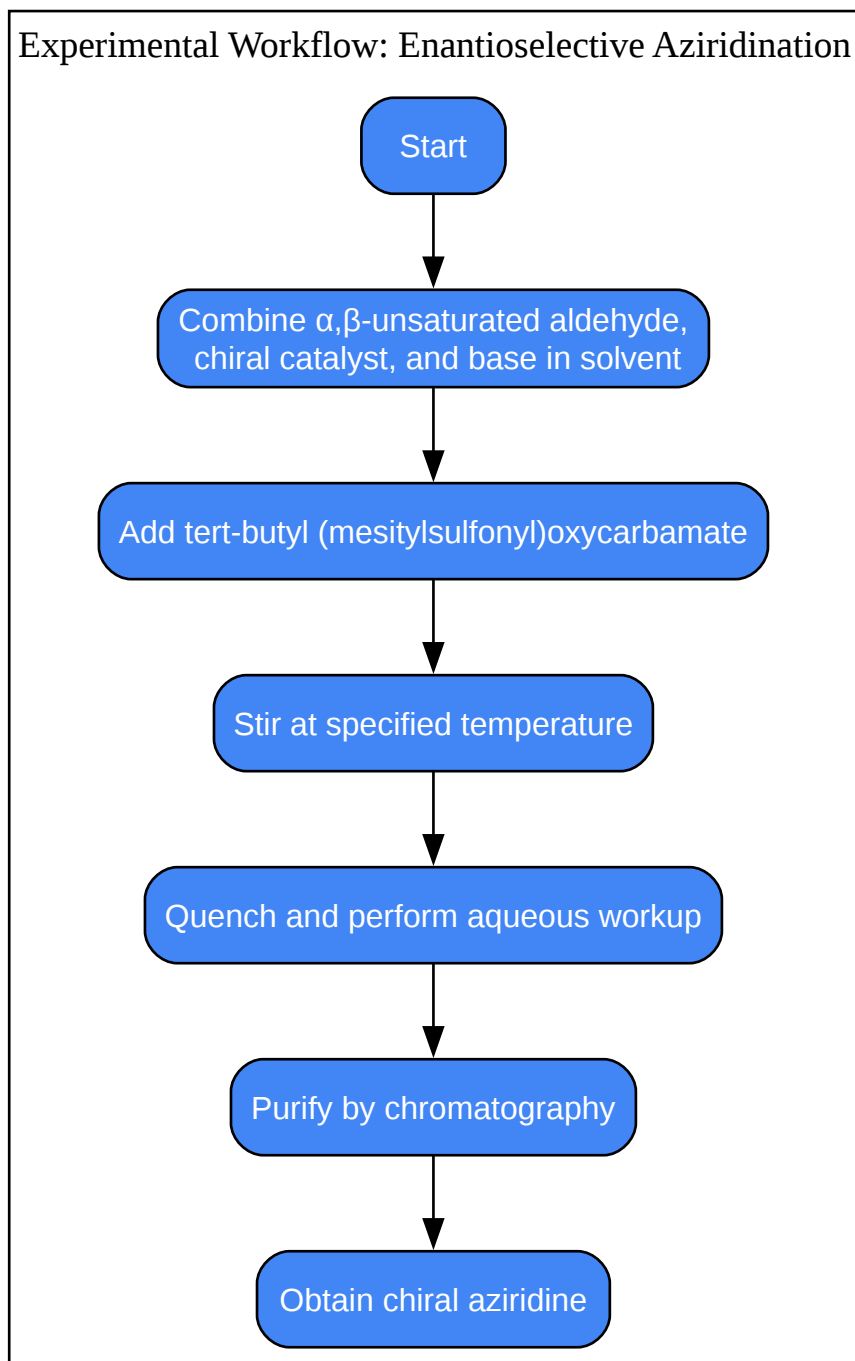 Experimental Workflow: Enantioselective Aziridination
Start
Combine α,β-unsaturated aldehyde,
chiral catalyst, and base in solvent
Add tert-butyl (mesitylsulfonyl)oxycarbamate
Stir at specified temperature
Quench and perform aqueous workup
Purify by chromatography
Obtain chiral aziridine